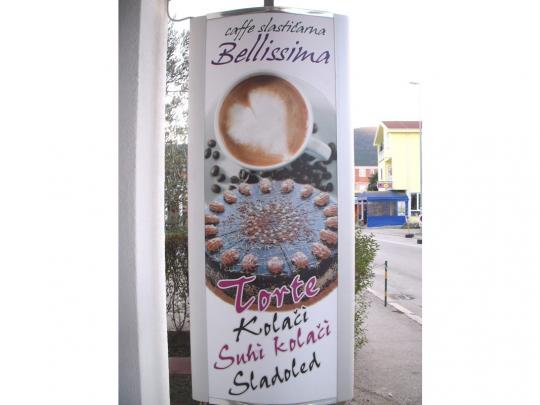 caffe slastičarna
Bellissima
Torte
Kolači
Suhi kolači
Sladoled